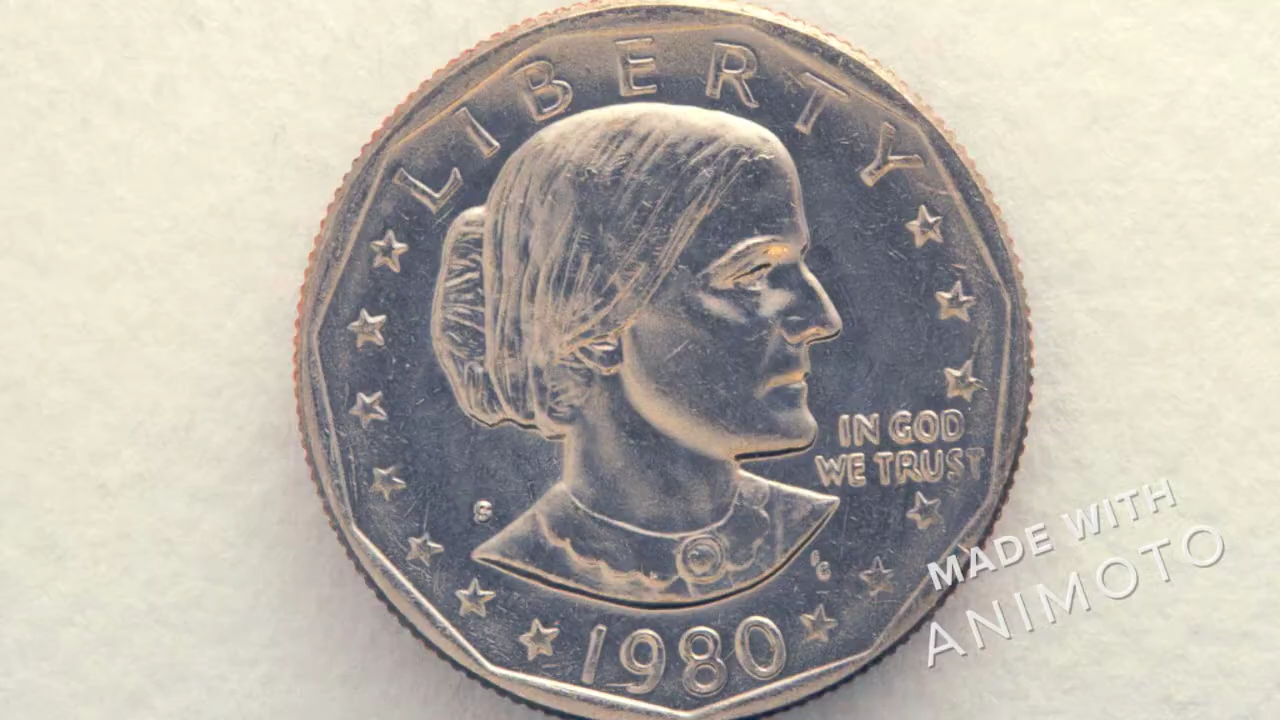 LIBERTY
IN GOD
WE TRUST
S
FG
1980
MADE WITH
ANIMOTO